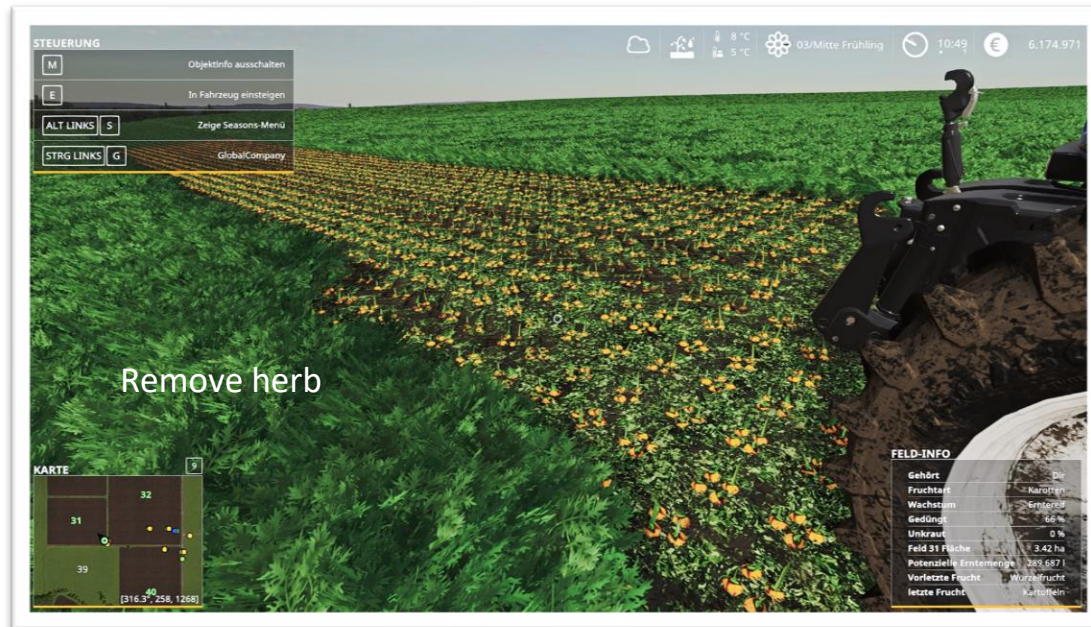 STEUERUNG
M Objektinfo ausschalten
E In Fahrzeug einsteigen
ALT LINKS S Zeige Seasons-Menü
STRG LINKS G GlobalCompany
8 °C
5 °C
03/Mitte Frühling
10:49
€ 6.174.971
Remove herb
KARTE 9
32
31
39
40
[316.3°, 258, 1268]
FELD-INFO
Gehört Dir
Fruchtart Karotten
Wachstum Erntereif
Gedüngt 66 %
Unkraut 0 %
Feld 31 Fläche 3.42 ha
Potenzielle Erntemenge 289.687 l
Vorletzte Frucht Wurzelfrucht
letzte Frucht Kartoffeln